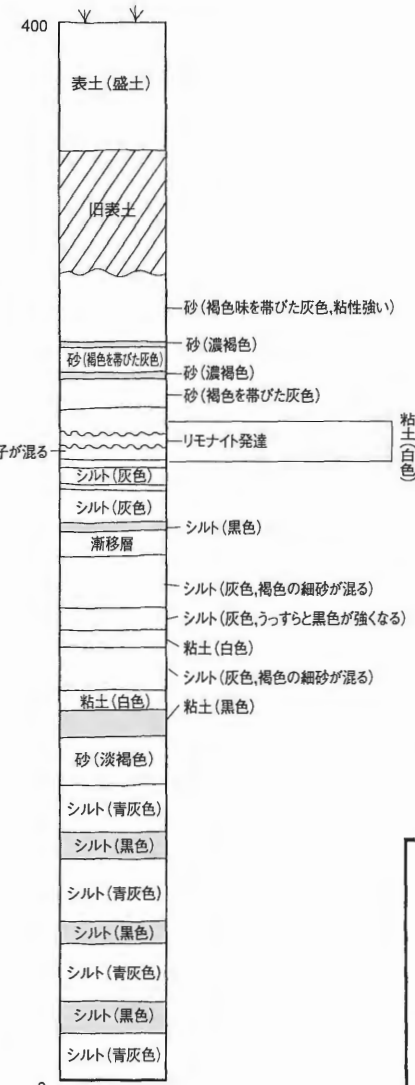 400
表土(盛土)
旧表土
砂(褐色味を帯びた灰色,粘性強い)
砂(濃褐色)
砂(褐色を帯びた灰色)
砂(濃褐色)
砂(褐色を帯びた灰色)
リモナイト発達
粘土(白色)
子が混る
シルト(灰色)
シルト(灰色)
シルト(黒色)
漸移層
シルト(灰色,褐色の細砂が混る)
シルト(灰色,うっすらと黒色が強くなる)
粘土(白色)
シルト(灰色,褐色の細砂が混る)
粘土(白色)
粘土(黒色)
砂(淡褐色)
シルト(青灰色)
シルト(黒色)
シルト(青灰色)
シルト(黒色)
シルト(青灰色)
シルト(黒色)
シルト(青灰色)